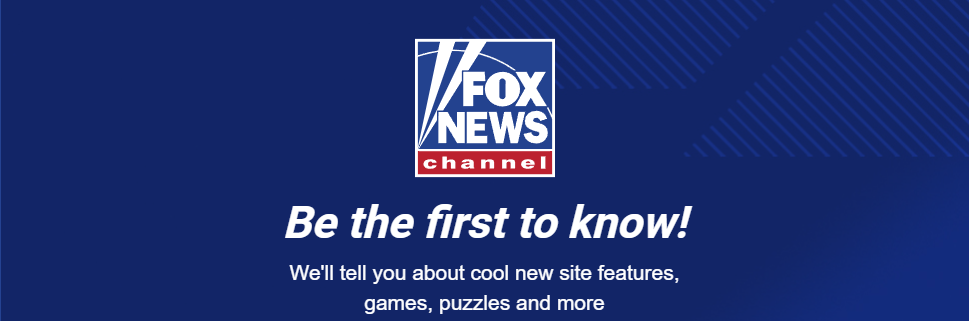 FOX
NEWS
channel
Be the first to know!
We'll tell you about cool new site features,
games, puzzles and more